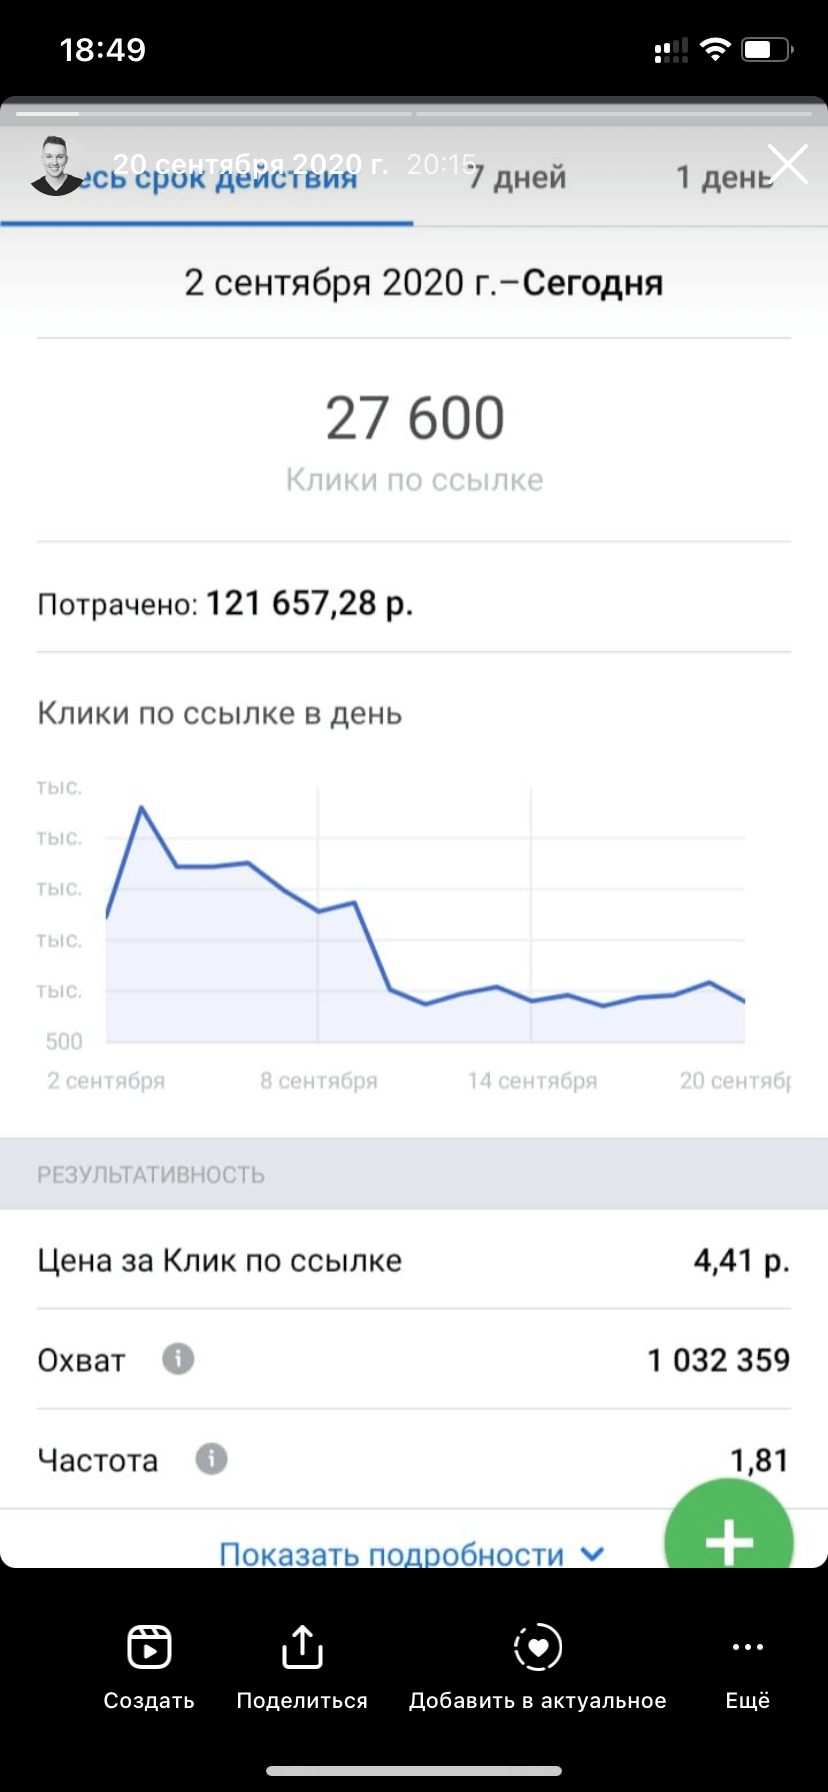 18:49
20 сентября 2020 г. 20:15
есь срок действия 7 дней 1 день
2 сентября 2020 г.–Сегодня
27 600
Клики по ссылке
Потрачено: 121 657,28 р.
Клики по ссылке в день
тыс.
тыс.
тыс.
тыс.
тыс.
500
2 сентября 8 сентября 14 сентября 20 сентябр
РЕЗУЛЬТАТИВНОСТЬ
Цена за Клик по ссылке 4,41 р.
Охват 1 032 359
Частота 1,81
Показать подробности
Создать Поделиться Добавить в актуальное Ещё